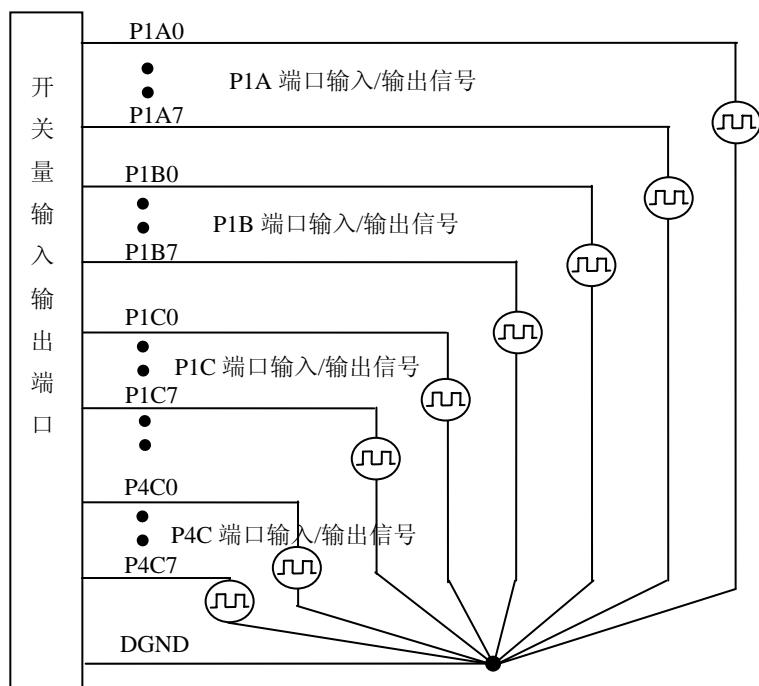 开关量输入输出端口
P1A0
P1A 端口输入/输出信号
P1A7
P1B0
P1B 端口输入/输出信号
P1B7
P1C0
P1C 端口输入/输出信号
P1C7
P4C0
P4C 端口输入/输出信号
P4C7
DGND